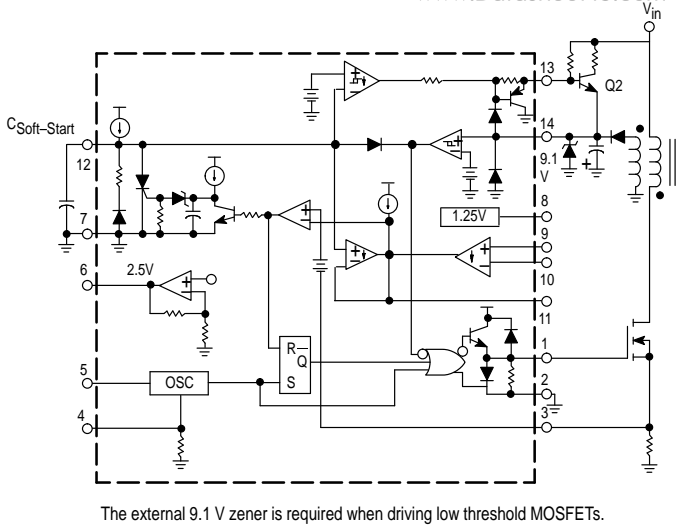 Vin
13
Q2
CSoft–Start
14
12
9.1
V
8
1.25V
7
9
6
2.5V
10
11
R
Q
1
5
OSC
S
2
4
3
The external 9.1 V zener is required when driving low threshold MOSFETs.